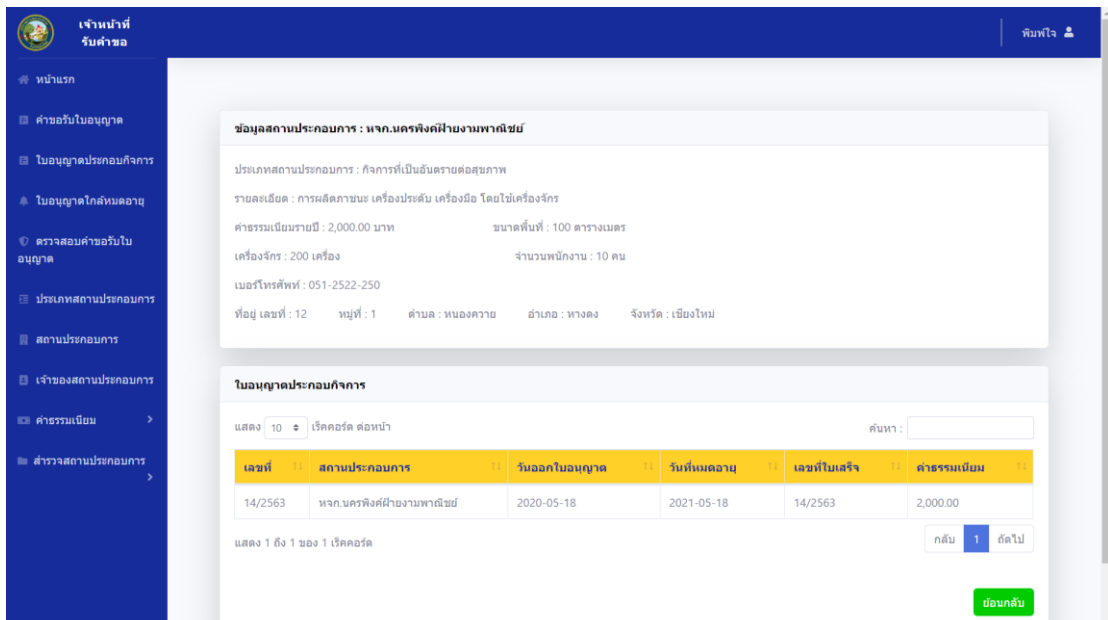 เจ้าหน้าที่
รับคำขอ
พิมพ์ใจ
หน้าแรก
คำขอรับใบอนุญาต
ใบอนุญาตประกอบกิจการ
ใบอนุญาตใกล้หมดอายุ
ตรวจสอบคำขอรับใบ
อนุญาต
ประเภทสถานประกอบการ
สถานประกอบการ
เจ้าของสถานประกอบการ
ค่าธรรมเนียม
สำรวจสถานประกอบการ
ข้อมูลสถานประกอบการ : หจก.นครพิงค์ฝ้ายงามพาณิชย์
ประเภทสถานประกอบการ : กิจการที่เป็นอันตรายต่อสุขภาพ
รายละเอียด : การผลิตภาชนะ เครื่องประดับ เครื่องมือ โดยใช้เครื่องจักร
ค่าธรรมเนียมรายปี : 2,000.00 บาท ขนาดพื้นที่ : 100 ตารางเมตร
เครื่องจักร : 200 เครื่อง จำนวนพนักงาน : 10 คน
เบอร์โทรศัพท์ : 051-2522-250
ที่อยู่ เลขที่ : 12 หมู่ที่ : 1 ตำบล : หนองควาย อำเภอ : หางดง จังหวัด : เชียงใหม่
ใบอนุญาตประกอบกิจการ
แสดง 10 เร็คคอร์ด ต่อหน้า ค้นหา :
เลขที่ สถานประกอบการ วันออกใบอนุญาต วันที่หมดอายุ เลขที่ใบเสร็จ ค่าธรรมเนียม
14/2563 หจก.นครพิงค์ฝ้ายงามพาณิชย์ 2020-05-18 2021-05-18 14/2563 2,000.00
แสดง 1 ถึง 1 ของ 1 เร็คคอร์ด กลับ 1 ถัดไป
ย้อนกลับ